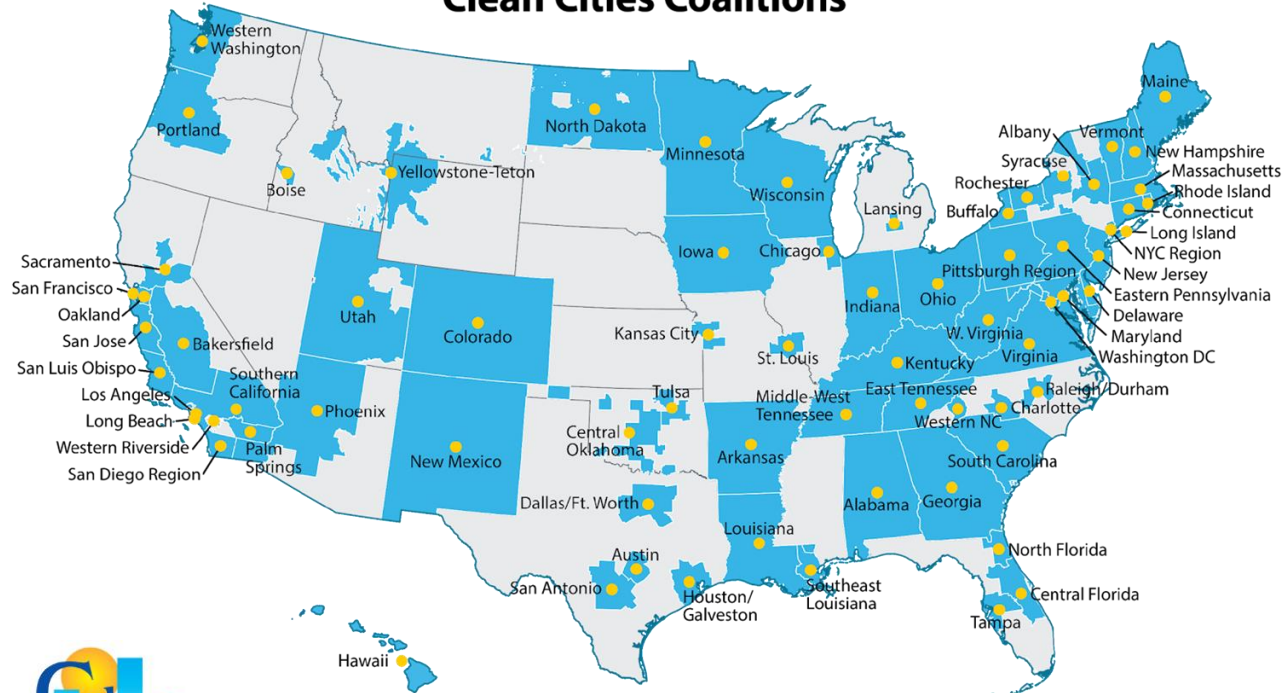 Clean Cities Coalitions
Western
Washington
Portland
Boise
Yellowstone-Teton
North Dakota
Minnesota
Wisconsin
Lansing
Iowa
Chicago
Maine
Albany
Vermont
Syracuse
New Hampshire
Massachusetts
Rochester
Rhode Island
Buffalo
Connecticut
Long Island
NYC Region
New Jersey
Pittsburgh Region
Eastern Pennsylvania
Delaware
Maryland
Washington DC
Sacramento
San Francisco
Oakland
San Jose
San Luis Obispo
Bakersfield
Southern
California
Los Angeles
Long Beach
Western Riverside
San Diego Region
Palm
Springs
Utah
Colorado
Phoenix
New Mexico
Kansas City
St. Louis
Indiana
Ohio
W. Virginia
Virginia
Kentucky
Tulsa
Central
Oklahoma
Middle-West
Tennessee
East Tennessee
Raleigh/Durham
Charlotte
Western NC
Arkansas
South Carolina
Dallas/Ft. Worth
Alabama
Georgia
Louisiana
Austin
San Antonio
Houston/
Galveston
Southeast
Louisiana
North Florida
Central Florida
Tampa
Hawaii